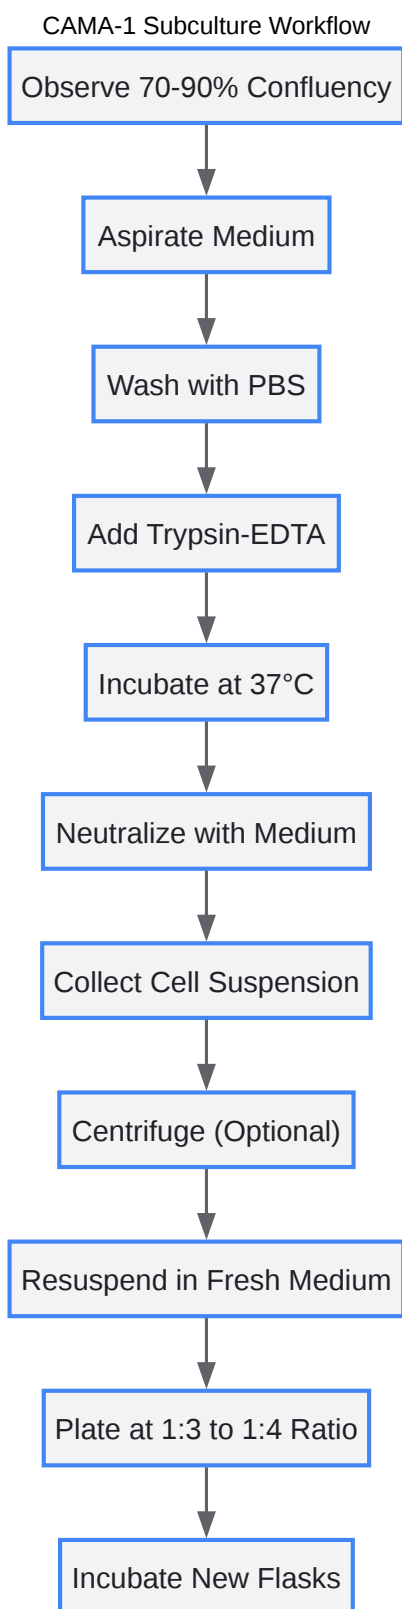 CAMA-1 Subculture Workflow
Observe 70-90% Confluency
Aspirate Medium
Wash with PBS
Add Trypsin-EDTA
Incubate at 37°C
Neutralize with Medium
Collect Cell Suspension
Centrifuge (Optional)
Resuspend in Fresh Medium
Plate at 1:3 to 1:4 Ratio
Incubate New Flasks